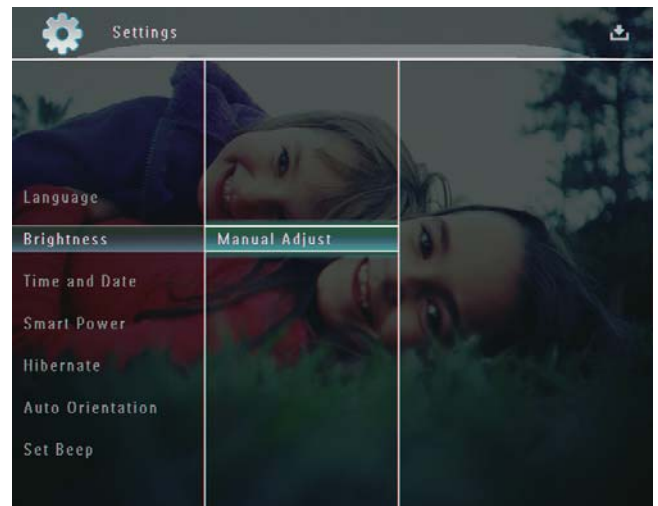 Settings
Language
Brightness
Manual Adjust
Time and Date
Smart Power
Hibernate
Auto Orientation
Set Beep